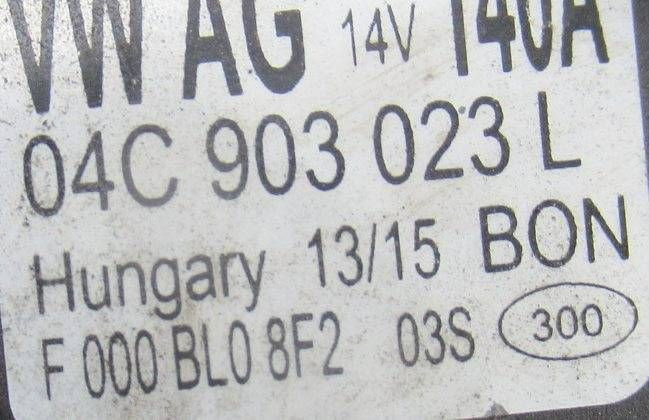 VW AG 14V 140A
04C 903 023 L
Hungary 13/15 BON
F 000 BL0 8F2 03S 300